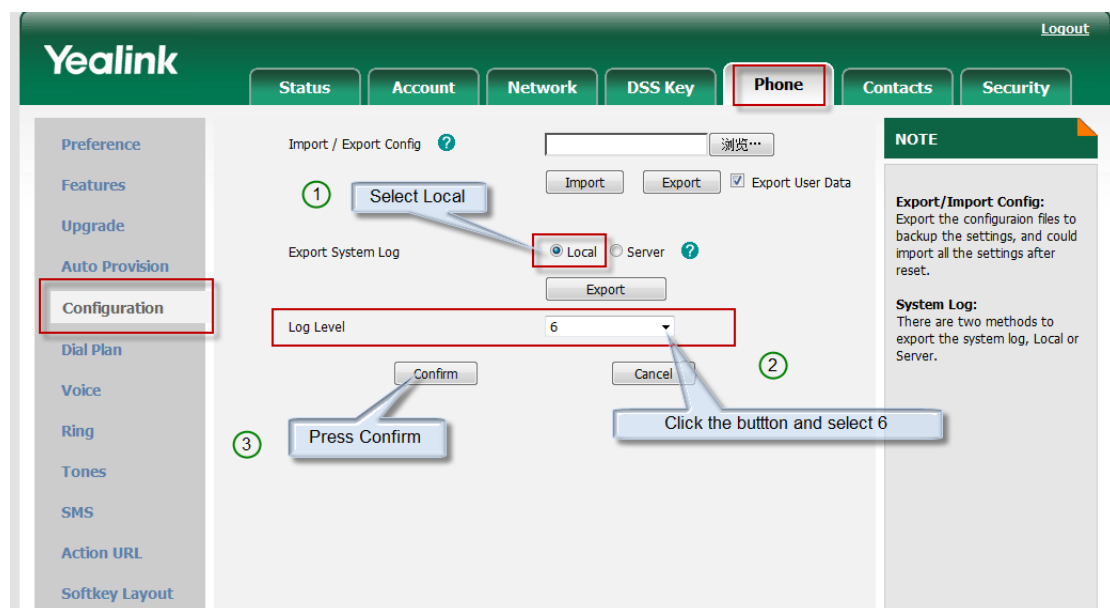 Logout
Yealink
Status Account Network DSS Key Phone Contacts Security
Preference
Features
Upgrade
Auto Provision
Configuration
Dial Plan
Voice
Ring
Tones
SMS
Action URL
Softkey Layout
Import / Export Config ? 浏览…
Import Export Export User Data
1 Select Local
Export System Log Local Server ?
Export
Log Level 6
2
Confirm Cancel
Click the buttton and select 6
3 Press Confirm
NOTE
Export/Import Config:
Export the configuraion files to
backup the settings, and could
import all the settings after
reset.
System Log:
There are two methods to
export the system log, Local or
Server.